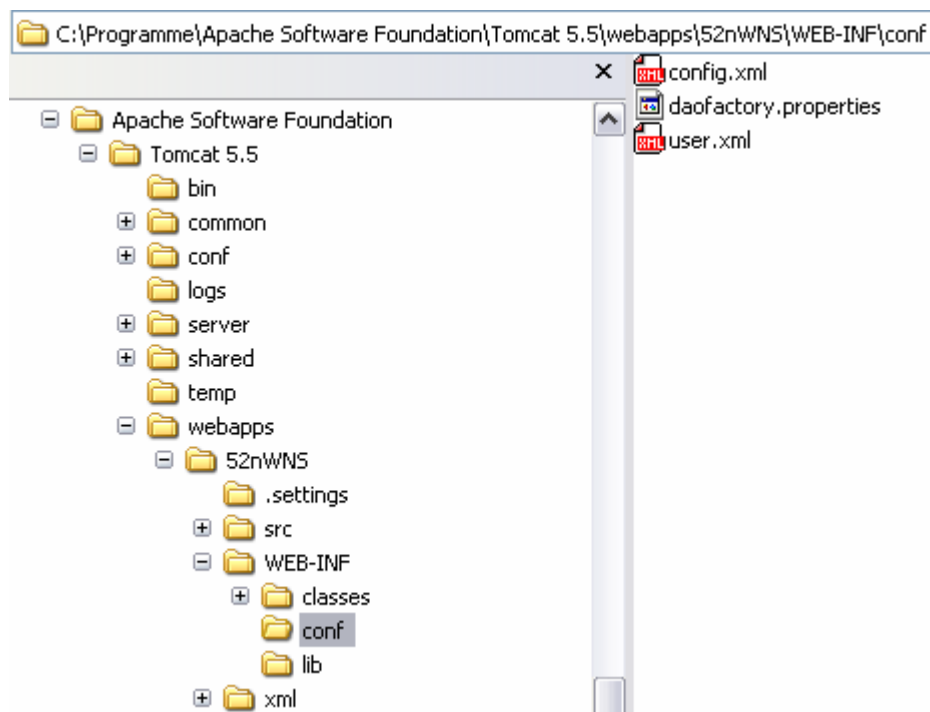 C:\Programme\Apache Software Foundation\Tomcat 5.5\webapps\52nWNS\WEB-INF\conf
Apache Software Foundation
Tomcat 5.5
bin
common
conf
logs
server
shared
temp
webapps
52nWNS
.settings
src
WEB-INF
classes
conf
lib
xml
XML config.xml
daofactory.properties
XML user.xml